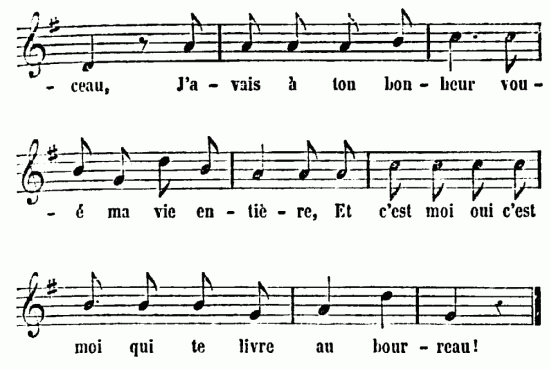 - ceau, J'a - vais à ton bon - heur vou -
- é ma vie en - tiè - re, Et c'est moi oui c'est
moi qui te livre au bour - reau!